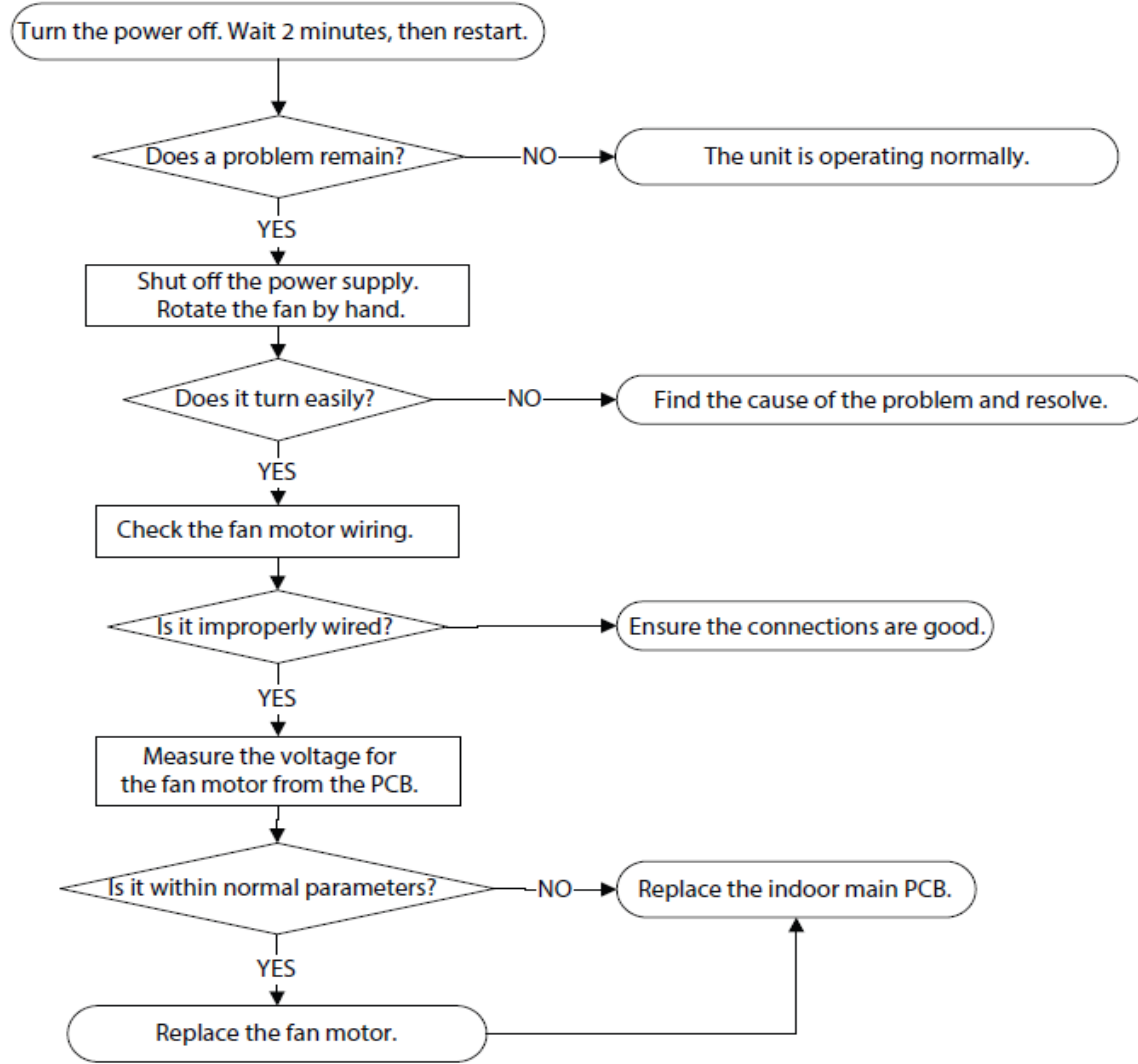 Turn the power off. Wait 2 minutes, then restart.
Does a problem remain?
NO
The unit is operating normally.
YES
Shut off the power supply.
Rotate the fan by hand.
Does it turn easily?
NO
Find the cause of the problem and resolve.
YES
Check the fan motor wiring.
Is it improperly wired?
Ensure the connections are good.
YES
Measure the voltage for
the fan motor from the PCB.
Is it within normal parameters?
NO
Replace the indoor main PCB.
YES
Replace the fan motor.